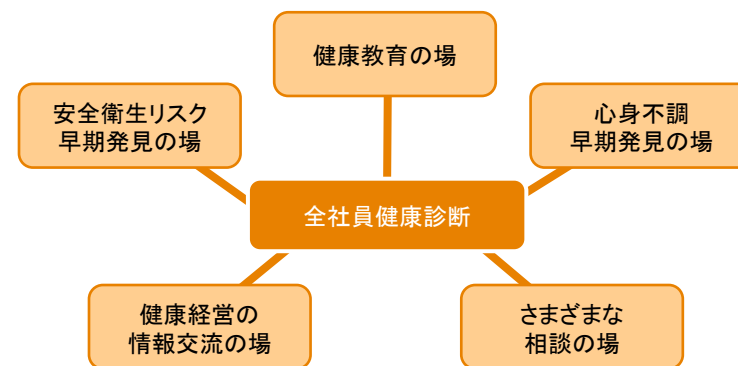 健康教育の場
安全衛生リスク
早期発見の場
心身不調
早期発見の場
全社員健康診断
健康経営の
情報交流の場
さまざまな
相談の場